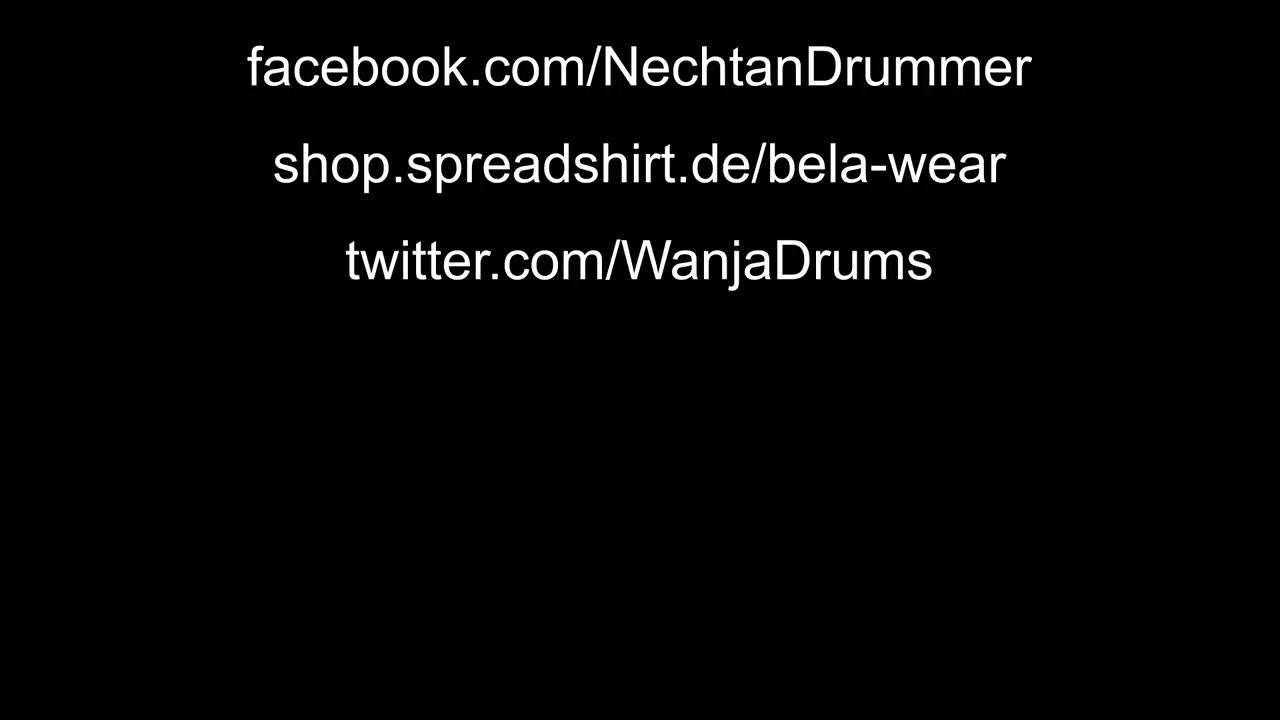 facebook.com/NechtanDrummer
shop.spreadshirt.de/bela-wear
twitter.com/WanjaDrums